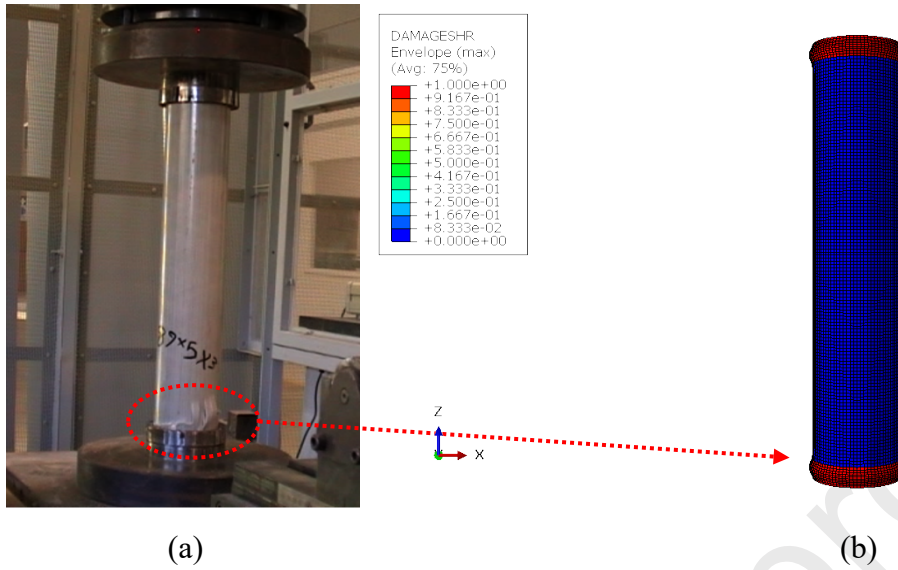 DAMAGESHR
Envelope (max)
(Avg: 75%)
+1.000e+00
+9.167e-01
+8.333e-01
+7.500e-01
+6.667e-01
+5.833e-01
+5.000e-01
+4.167e-01
+3.333e-01
+2.500e-01
+1.667e-01
+8.333e-02
+0.000e+00
89x5x3
Z
X
(a)
(b)